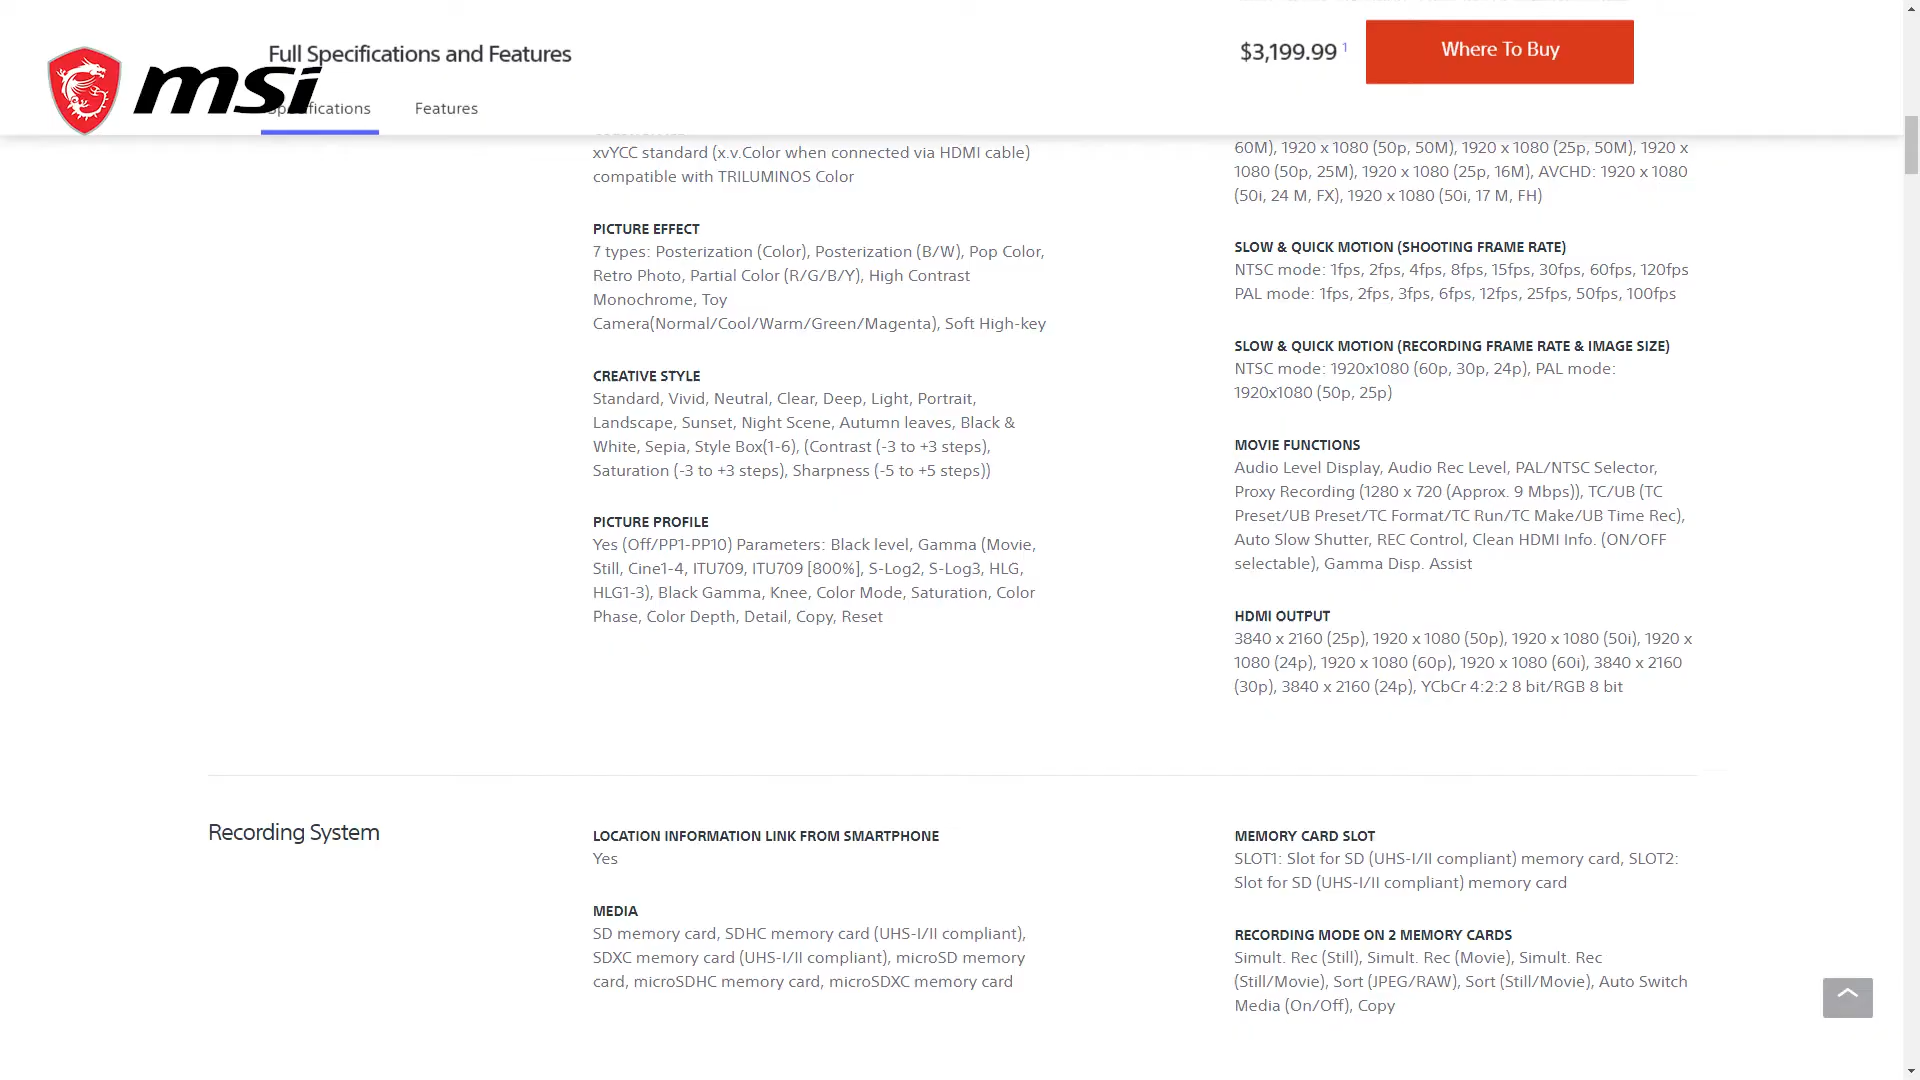 Full Specifications and Features
$3,199.99 1
Where To Buy
msi
Specifications
Features
xvYCC standard (x.v.Color when connected via HDMI cable)
compatible with TRILUMINOS Color
PICTURE EFFECT
7 types: Posterization (Color), Posterization (B/W), Pop Color,
Retro Photo, Partial Color (R/G/B/Y), High Contrast
Monochrome, Toy
Camera(Normal/Cool/Warm/Green/Magenta), Soft High-key
CREATIVE STYLE
Standard, Vivid, Neutral, Clear, Deep, Light, Portrait,
Landscape, Sunset, Night Scene, Autumn leaves, Black &
White, Sepia, Style Box(1-6), (Contrast (-3 to +3 steps),
Saturation (-3 to +3 steps), Sharpness (-5 to +5 steps))
PICTURE PROFILE
Yes (Off/PP1-PP10) Parameters: Black level, Gamma (Movie,
Still, Cine1-4, ITU709, ITU709 [800%], S-Log2, S-Log3, HLG,
HLG1-3), Black Gamma, Knee, Color Mode, Saturation, Color
Phase, Color Depth, Detail, Copy, Reset
60M), 1920 x 1080 (50p, 50M), 1920 x 1080 (25p, 50M), 1920 x
1080 (50p, 25M), 1920 x 1080 (25p, 16M), AVCHD: 1920 x 1080
(50i, 24 M, FX), 1920 x 1080 (50i, 17 M, FH)
SLOW & QUICK MOTION (SHOOTING FRAME RATE)
NTSC mode: 1fps, 2fps, 4fps, 8fps, 15fps, 30fps, 60fps, 120fps
PAL mode: 1fps, 2fps, 3fps, 6fps, 12fps, 25fps, 50fps, 100fps
SLOW & QUICK MOTION (RECORDING FRAME RATE & IMAGE SIZE)
NTSC mode: 1920x1080 (60p, 30p, 24p), PAL mode:
1920x1080 (50p, 25p)
MOVIE FUNCTIONS
Audio Level Display, Audio Rec Level, PAL/NTSC Selector,
Proxy Recording (1280 x 720 (Approx. 9 Mbps)), TC/UB (TC
Preset/UB Preset/TC Format/TC Run/TC Make/UB Time Rec),
Auto Slow Shutter, REC Control, Clean HDMI Info. (ON/OFF
selectable), Gamma Disp. Assist
HDMI OUTPUT
3840 x 2160 (25p), 1920 x 1080 (50p), 1920 x 1080 (50i), 1920 x
1080 (24p), 1920 x 1080 (60p), 1920 x 1080 (60i), 3840 x 2160
(30p), 3840 x 2160 (24p), YCbCr 4:2:2 8 bit/RGB 8 bit
Recording System
LOCATION INFORMATION LINK FROM SMARTPHONE
Yes
MEDIA
SD memory card, SDHC memory card (UHS-I/II compliant),
SDXC memory card (UHS-I/II compliant), microSD memory
card, microSDHC memory card, microSDXC memory card
MEMORY CARD SLOT
SLOT1: Slot for SD (UHS-I/II compliant) memory card, SLOT2:
Slot for SD (UHS-I/II compliant) memory card
RECORDING MODE ON 2 MEMORY CARDS
Simult. Rec (Still), Simult. Rec (Movie), Simult. Rec
(Still/Movie), Sort (JPEG/RAW), Sort (Still/Movie), Auto Switch
Media (On/Off), Copy